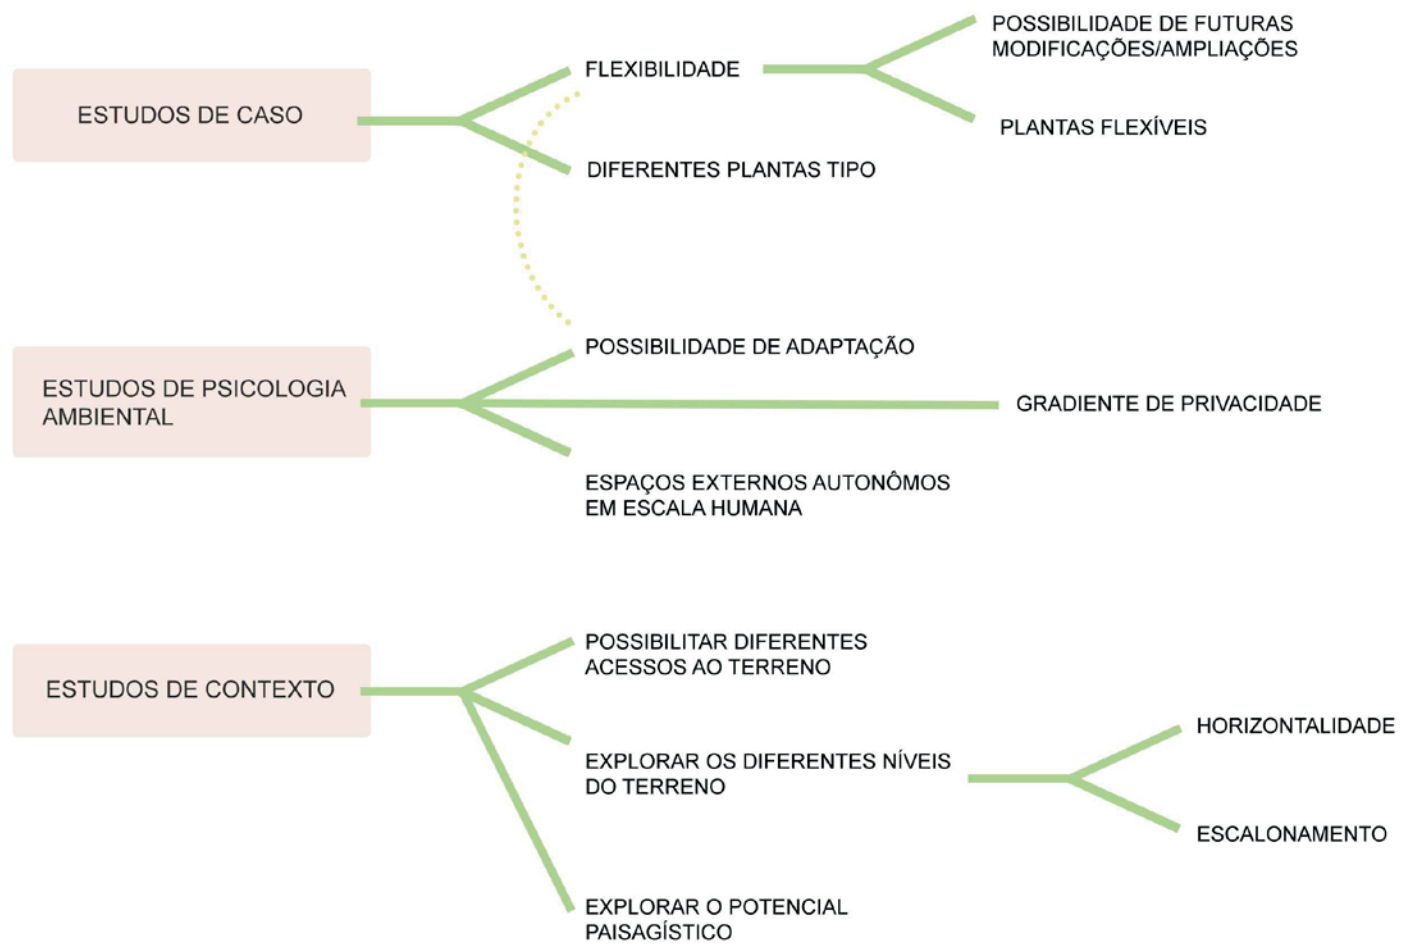 ESTUDOS DE CASO
FLEXIBILIDADE
POSSIBILIDADE DE FUTURAS
MODIFICAÇÕES/AMPLIAÇÕES
PLANTAS FLEXÍVEIS
DIFERENTES PLANTAS TIPO
ESTUDOS DE PSICOLOGIA
AMBIENTAL
POSSIBILIDADE DE ADAPTAÇÃO
GRADIENTE DE PRIVACIDADE
ESPAÇOS EXTERNOS AUTONÔMOS
EM ESCALA HUMANA
ESTUDOS DE CONTEXTO
POSSIBILITAR DIFERENTES
ACESSOS AO TERRENO
EXPLORAR OS DIFERENTES NÍVEIS
DO TERRENO
HORIZONTALIDADE
ESCALONAMENTO
EXPLORAR O POTENCIAL
PAISAGÍSTICO